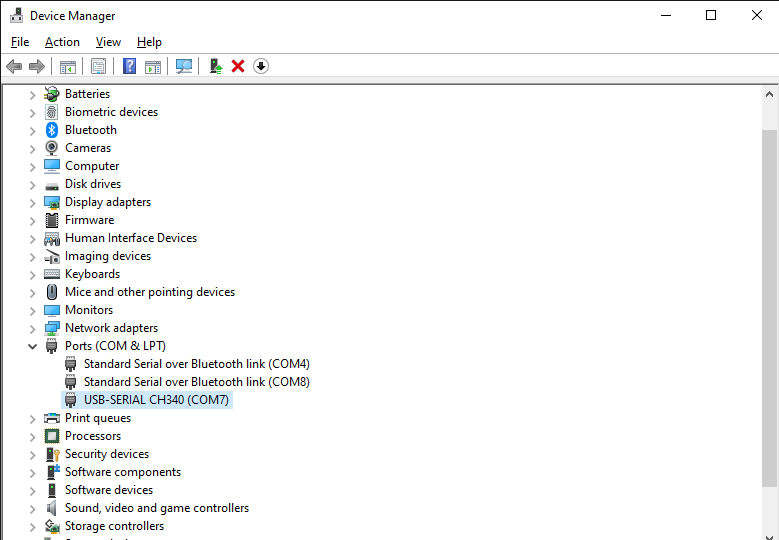 Device Manager
File Action View Help
Batteries
Biometric devices
Bluetooth
Cameras
Computer
Disk drives
Display adapters
Firmware
Human Interface Devices
Imaging devices
Keyboards
Mice and other pointing devices
Monitors
Network adapters
Ports (COM & LPT)
Standard Serial over Bluetooth link (COM4)
Standard Serial over Bluetooth link (COM8)
USB-SERIAL CH340 (COM7)
Print queues
Processors
Security devices
Software components
Software devices
Sound, video and game controllers
Storage controllers